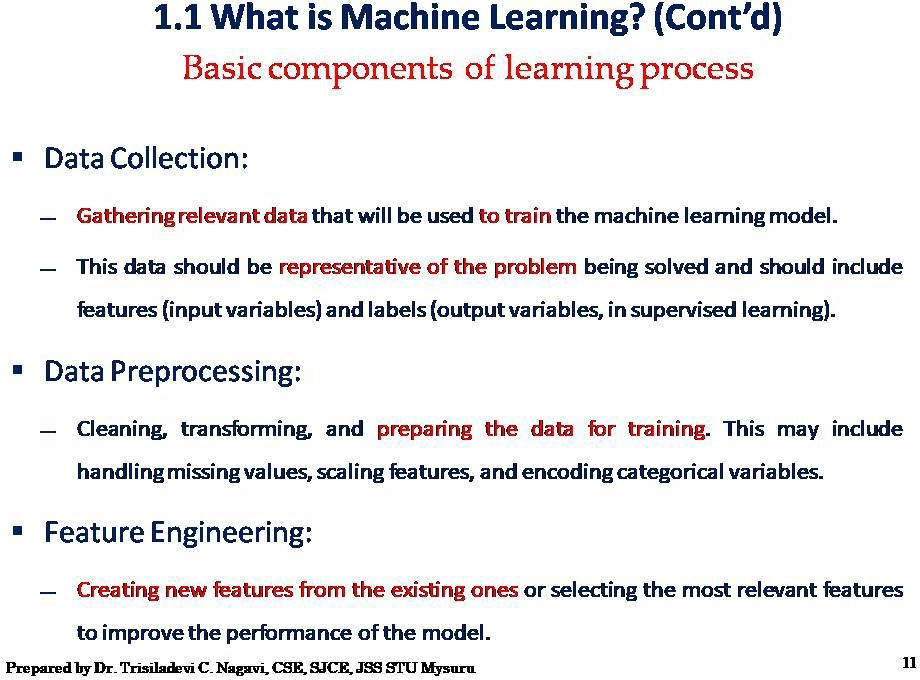 1.1 What is Machine Learning? (Cont’d)
Basic components of learning process
▪ Data Collection:
— Gathering relevant data that will be used to train the machine learning model.
— This data should be representative of the problem being solved and should include
features (input variables) and labels (output variables, in supervised learning).
▪ Data Preprocessing:
— Cleaning, transforming, and preparing the data for training. This may include
handling missing values, scaling features, and encoding categorical variables.
▪ Feature Engineering:
— Creating new features from the existing ones or selecting the most relevant features
to improve the performance of the model.
Prepared by Dr. Trisiladevi C. Nagavi, CSE, SJCE, JSS STU Mysuru
11